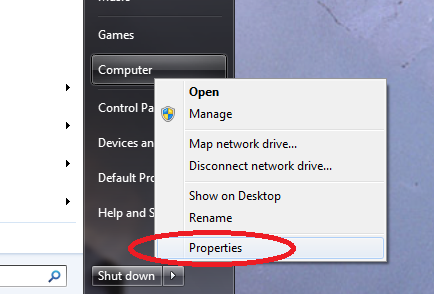 Games
Computer
Control Pa
Devices an
Default Pro
Help and S
Shut down
Open
Manage
Map network drive...
Disconnect network drive...
Show on Desktop
Rename
Properties